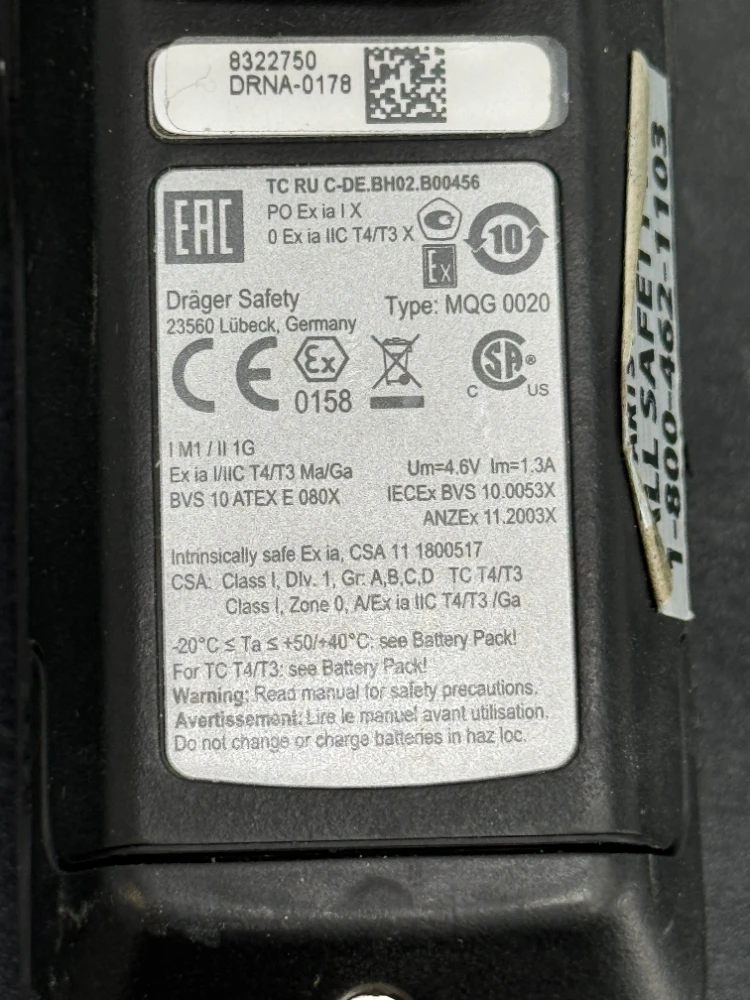 8322750
DRNA-0178
EAC
TC RU C-DE.BH02.B00456
PO Ex ia I X
0 Ex ia IIC T4/T3 X
Ex
10
Dräger Safety
23560 Lübeck, Germany
Type: MQG 0020
CE
Ex
0158
SA®
C US
I M1 / II 1G
Ex ia I/IIC T4/T3 Ma/Ga
BVS 10 ATEX E 080X
Um=4.6V Im=1.3A
IECEx BVS 10.0053X
ANZEx 11.2003X
Intrinsically safe Ex ia, CSA 11 1800517
CSA: Class I, Div. 1, Gr. A,B,C,D TC T4/T3
Class I, Zone 0, A/Ex ia IIC T4/T3 /Ga
-20°C ≤ Ta ≤ +50/+40°C: see Battery Pack!
For TC T4/T3: see Battery Pack!
Warning: Read manual for safety precautions.
Avertissement: Lire le manuel avant utilisation.
Do not change or charge batteries in haz loc.
ALL SAFETY
1-800-462-1103